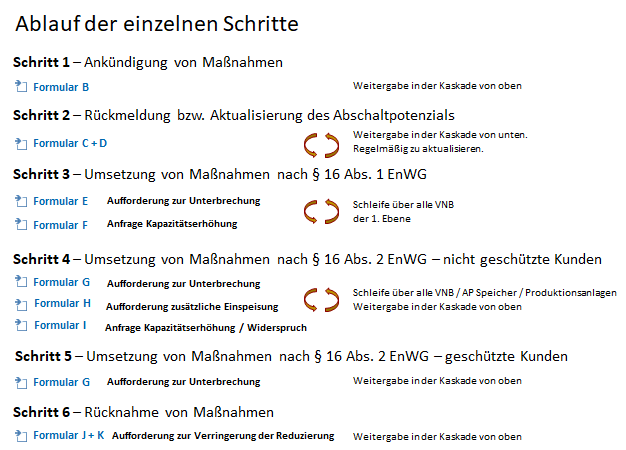 Ablauf der einzelnen Schritte
Schritt 1 – Ankündigung von Maßnahmen
Formular B Weitergabe in der Kaskade von oben
Schritt 2 – Rückmeldung bzw. Aktualisierung des Abschaltpotenzials
Formular C + D Weitergabe in der Kaskade von unten.
Regelmäßig zu aktualisieren.
Schritt 3 – Umsetzung von Maßnahmen nach § 16 Abs. 1 EnWG
Formular E Aufforderung zur Unterbrechung Schleife über alle VNB
Formular F Anfrage Kapazitätserhöhung der 1. Ebene
Schritt 4 – Umsetzung von Maßnahmen nach § 16 Abs. 2 EnWG – nicht geschützte Kunden
Formular G Aufforderung zur Unterbrechung
Formular H Aufforderung zusätzliche Einspeisung Schleife über alle VNB / AP Speicher / Produktionsanlagen
Weitergabe in der Kaskade von oben
Formular I Anfrage Kapazitätserhöhung / Widerspruch
Schritt 5 – Umsetzung von Maßnahmen nach § 16 Abs. 2 EnWG – geschützte Kunden
Formular G Aufforderung zur Unterbrechung Weitergabe in der Kaskade von oben
Schritt 6 – Rücknahme von Maßnahmen
Formular J + K Aufforderung zur Verringerung der Reduzierung Weitergabe in der Kaskade von oben